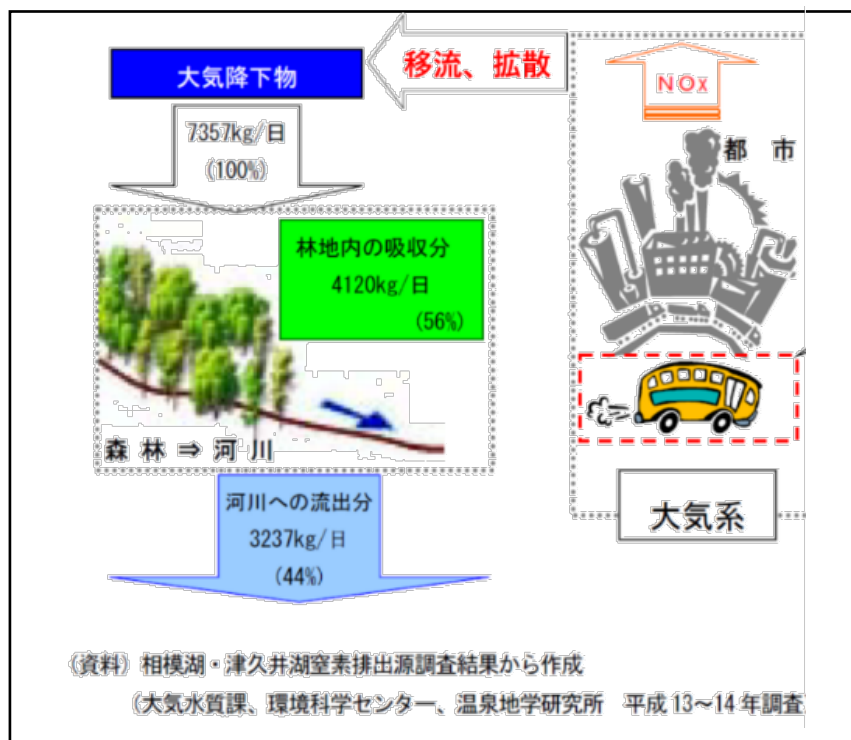 大気降下物
移流、拡散
NOx
都 市
7357kg/日
(100%)
林地内の吸収分
4120kg/日
(56%)
森 林 ⇒ 河 川
大気系
河川への流出分
3237kg/日
(44%)
(資料) 相模湖・津久井湖窒素排出源調査結果から作成
(大気水質課、環境科学センター、温泉地学研究所 平成13～14年調査